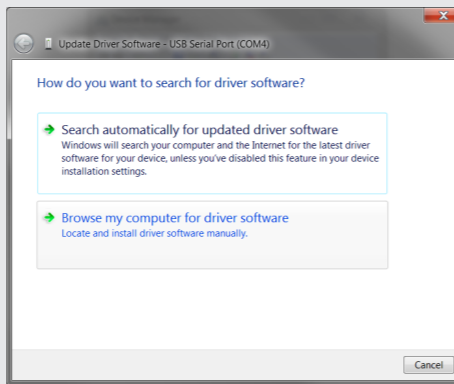 Update Driver Software - USB Serial Port (COM4)
How do you want to search for driver software?
Search automatically for updated driver software
Windows will search your computer and the Internet for the latest driver
software for your device, unless you've disabled this feature in your device
installation settings.
Browse my computer for driver software
Locate and install driver software manually.
Cancel